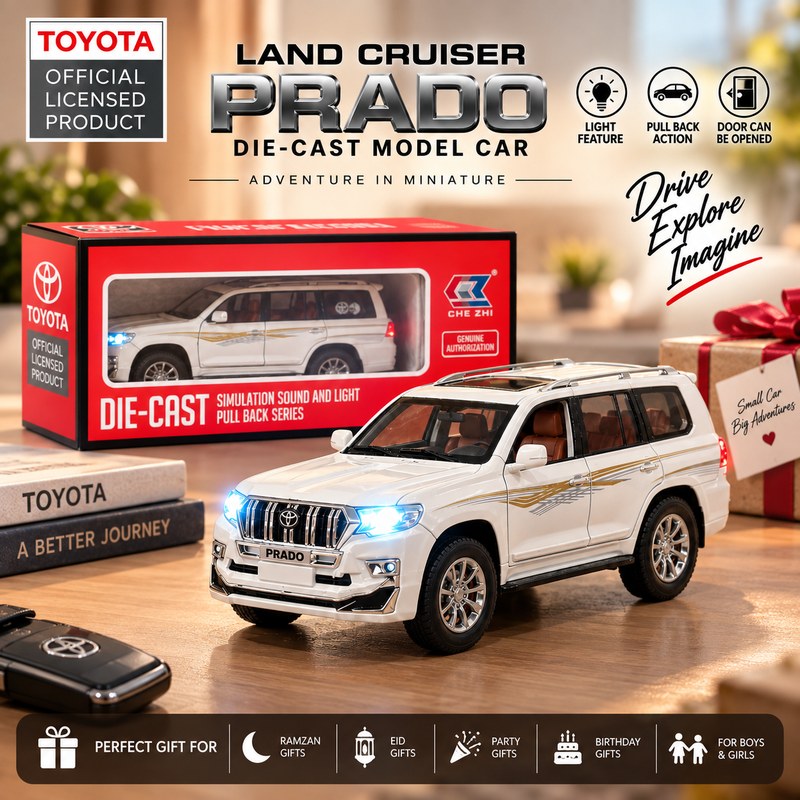 TOYOTA
OFFICIAL
LICENSED
PRODUCT
LAND CRUISER
PRADO
DIE-CAST MODEL CAR
ADVENTURE IN MINIATURE
LIGHT
FEATURE
PULL BACK
ACTION
DOOR CAN
BE OPENED
Drive
Explore
Imagine
TOYOTA
OFFICIAL
LICENSED
PRODUCT
CHE ZHI
®
GENUINE
AUTHORIZATION
DIE-CAST
SIMULATION SOUND AND LIGHT
PULL BACK SERIES
Small Car
Big Adventures
TOYOTA
A BETTER JOURNEY
PRADO
PERFECT GIFT FOR
RAMZAN
GIFTS
EID
GIFTS
PARTY
GIFTS
BIRTHDAY
GIFTS
FOR BOYS
& GIRLS